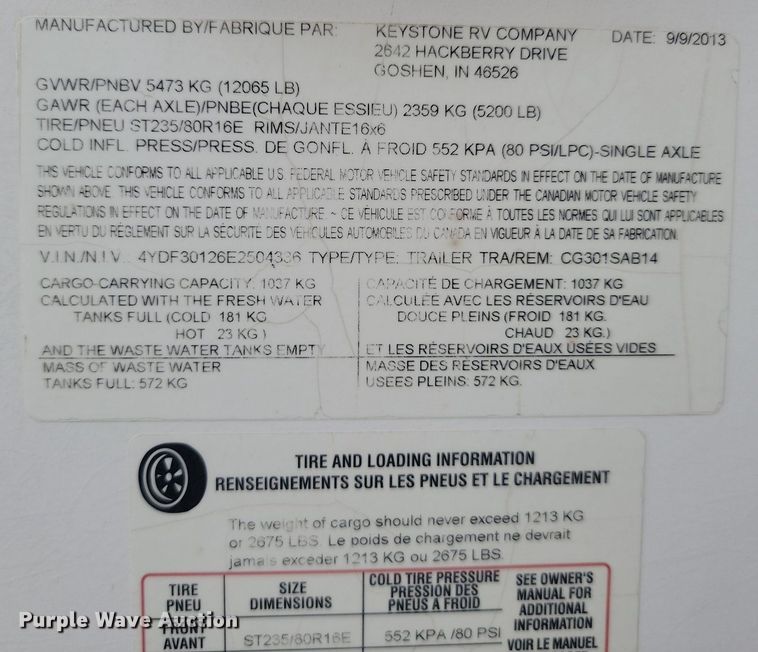 MANUFACTURED BY/FABRIQUE PAR: KEYSTONE RV COMPANY DATE: 9/9/2013
2642 HACKBERRY DRIVE
GOSHEN, IN 46526
GVWR/PNBV 5473 KG (12065 LB)
GAWR (EACH AXLE)/PNBE(CHAQUE ESSIEU) 2359 KG (5200 LB)
TIRE/PNEU ST235/80R16E RIMS/JANTE16x6
COLD INFL. PRESS/PRESS. DE GONFL. À FROID 552 KPA (80 PSI/LPC)-SINGLE AXLE
THIS VEHICLE CONFORMS TO ALL APPLICABLE U.S. FEDERAL MOTOR VEHICLE SAFETY STANDARDS IN EFFECT ON THE DATE OF MANUFACTURE
SHOWN ABOVE. THIS VEHICLE CONFORMS TO ALL APPLICABLE STANDARDS PRESCRIBED UNDER THE CANADIAN MOTOR VEHICLE SAFETY
REGULATIONS IN EFFECT ON THE DATE OF MANUFACTURE. ~ CE VÉHICULE EST CONFORME À TOUTES LES NORMES QUI LUI SONT APPLICABLES
EN VERTU DU RÈGLEMENT SUR LA SÉCURITÉ DES VÉHICULES AUTOMOBILES DU CANADA EN VIGUEUR À LA DATE DE SA FABRICATION.
V.I.N./N.I.V.: 4YDF30126E2504336 TYPE/TYPE: TRAILER TRA/REM: CG301SAB14
CARGO-CARRYING CAPACITY: 1037 KG
CALCULATED WITH THE FRESH WATER
TANKS FULL (COLD 181 KG.
HOT 23 KG.)
AND THE WASTE WATER TANKS EMPTY
MASS OF WASTE WATER
TANKS FULL: 572 KG
CAPACITÉ DE CHARGEMENT: 1037 KG
CALCULÉE AVEC LES RÉSERVOIRS D'EAU
DOUCE PLEINS (FROID 181 KG.
CHAUD 23 KG.)
ET LES RÉSERVOIRS D'EAUX USÉES VIDES
MASSE DES RÉSERVOIRS D'EAUX
USÉES PLEINS: 572 KG.
TIRE AND LOADING INFORMATION
RENSEIGNEMENTS SUR LES PNEUS ET LE CHARGEMENT
The weight of cargo should never exceed 1213 KG
or 2675 LBS. Le poids de chargement ne devrait
jamais exceder 1213 KG ou 2675 LBS.
TIRE
PNEU
SIZE
DIMENSIONS
COLD TIRE PRESSURE
PRESSION DES
PNEUS À FROID
SEE OWNER'S
MANUAL FOR
ADDITIONAL
INFORMATION
VOIR LE MANUEL
FRONT
AVANT
ST235/80R16E
552 KPA /80 PSI
Purple Wave Auction